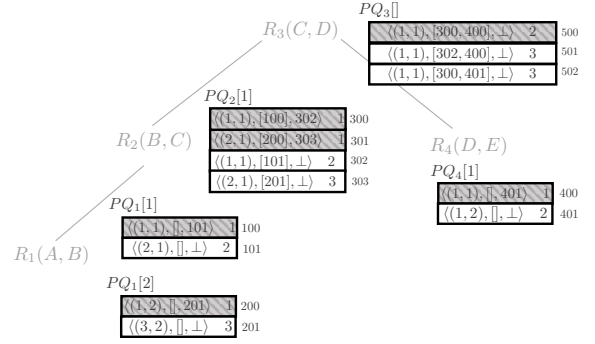 PQ₃[]
R₃(C, D)
⟨(1, 1), [300, 400], ⊥⟩ 2 500
⟨(1, 1), [302, 400], ⊥⟩ 3 501
⟨(1, 1), [300, 401], ⊥⟩ 3 502
PQ₂[1]
⟨(1, 1), [100], 302⟩ 1 300
⟨(2, 1), [200], 303⟩ 1 301
⟨(1, 1), [101], ⊥⟩ 2 302
⟨(2, 1), [201], ⊥⟩ 3 303
R₂(B, C)
R₄(D, E)
PQ₄[1]
⟨(1, 1), [], 401⟩ 1 400
⟨(1, 2), [], ⊥⟩ 2 401
PQ₁[1]
⟨(1, 1), [], 101⟩ 1 100
⟨(2, 1), [], ⊥⟩ 2 101
R₁(A, B)
PQ₁[2]
⟨(1, 2), [], 201⟩ 1 200
⟨(3, 2), [], ⊥⟩ 3 201